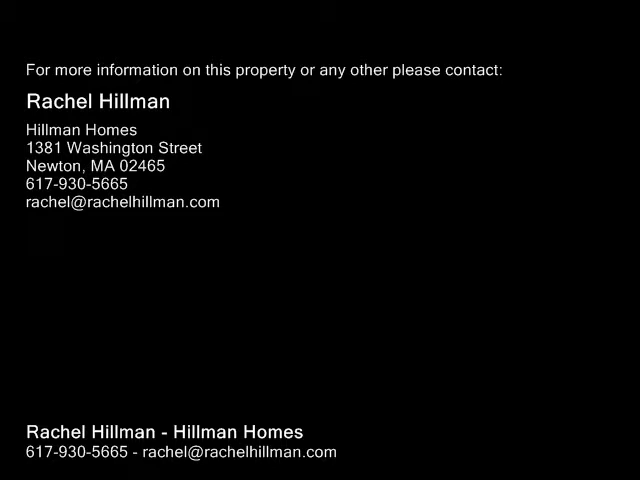 For more information on this property or any other please contact:
Rachel Hillman
Hillman Homes
1381 Washington Street
Newton, MA 02465
617-930-5665
rachel@rachelhillman.com
Rachel Hillman - Hillman Homes
617-930-5665 - rachel@rachelhillman.com